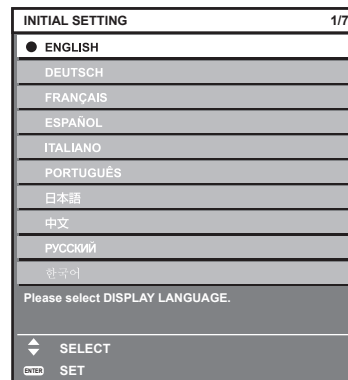 INITIAL SETTING 1/7
ENGLISH
DEUTSCH
FRANÇAIS
ESPAÑOL
ITALIANO
PORTUGUÊS
日本語
中文
РУССКИЙ
한국어
Please select DISPLAY LANGUAGE.
SELECT
ENTER SET